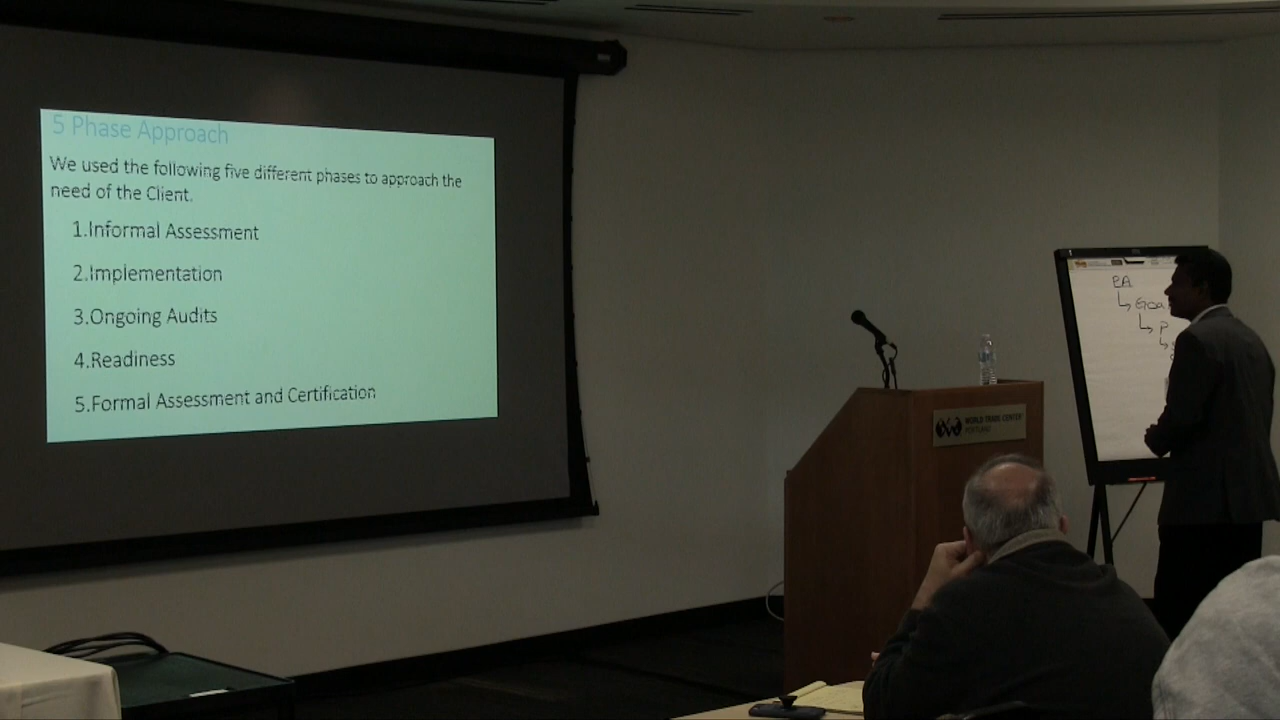 5 Phase Approach
We used the following five different phases to approach the
need of the Client.
1.Informal Assessment
2.Implementation
3.Ongoing Audits
4.Readiness
5.Formal Assessment and Certification
WORLD TRADE CENTER
PORTLAND
Goa
P